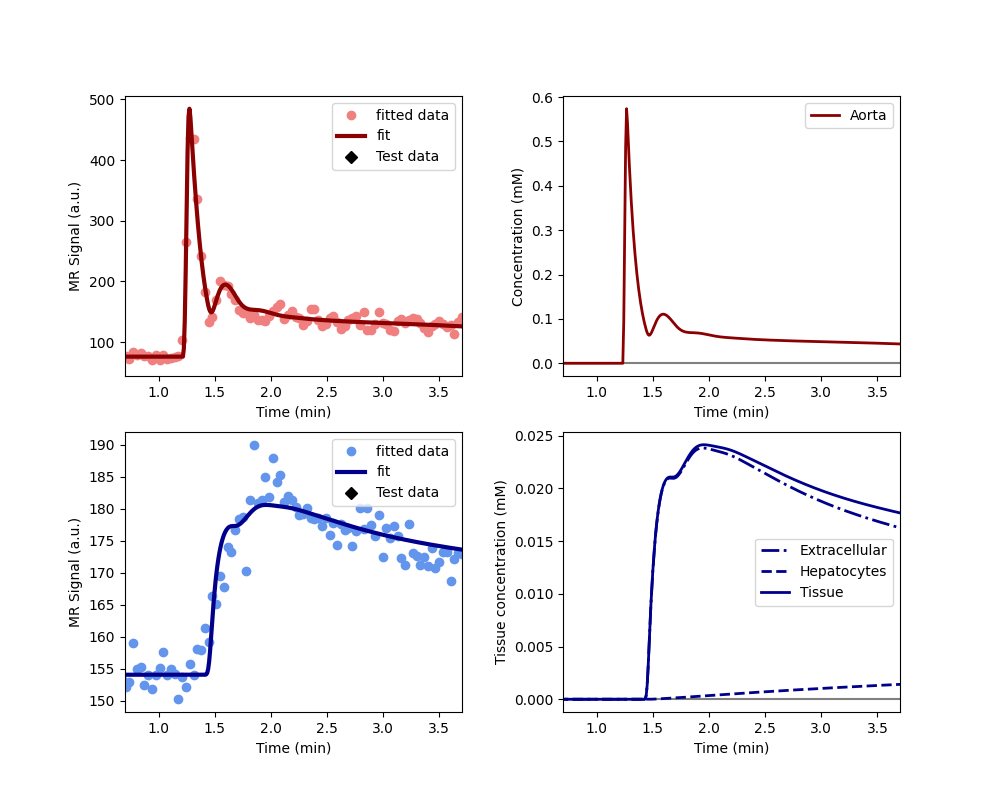 MR Signal (a.u.)
500
400
300
200
100
fitted data
fit
Test data
1.0 1.5 2.0 2.5 3.0 3.5
Time (min)
Concentration (mM)
0.6
0.5
0.4
0.3
0.2
0.1
0.0
Aorta
1.0 1.5 2.0 2.5 3.0 3.5
Time (min)
MR Signal (a.u.)
190
185
180
175
170
165
160
155
150
fitted data
fit
Test data
1.0 1.5 2.0 2.5 3.0 3.5
Time (min)
Tissue concentration (mM)
0.025
0.020
0.015
0.010
0.005
0.000
Extracellular
Hepatocytes
Tissue
1.0 1.5 2.0 2.5 3.0 3.5
Time (min)